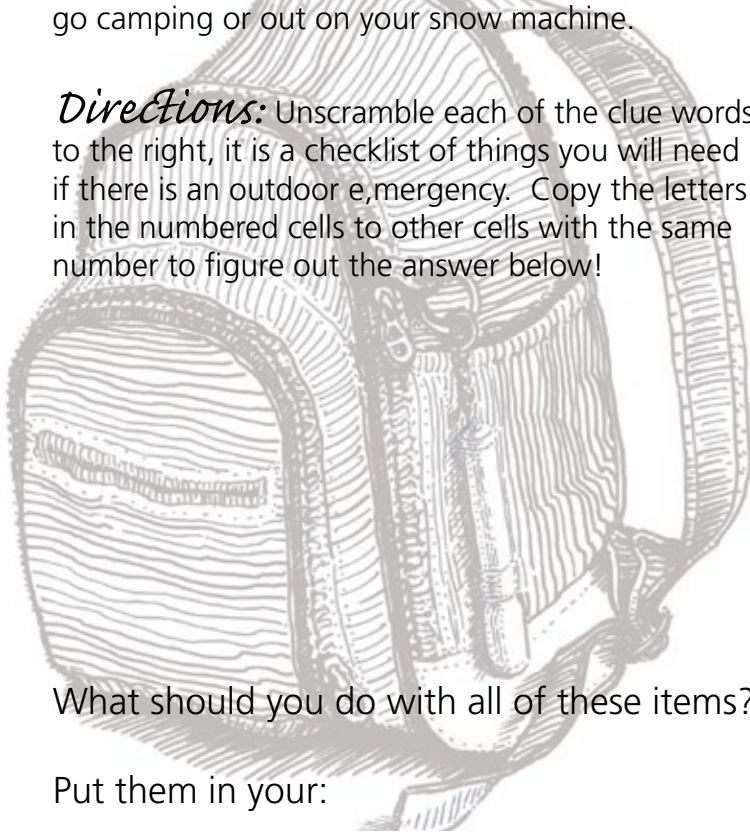 go camping or out on your snow machine.
Directions: Unscramble each of the clue words
to the right, it is a checklist of things you will need
if there is an outdoor e,mergency. Copy the letters
in the numbered cells to other cells with the same
number to figure out the answer below!
What should you do with all of these items?
Put them in your: